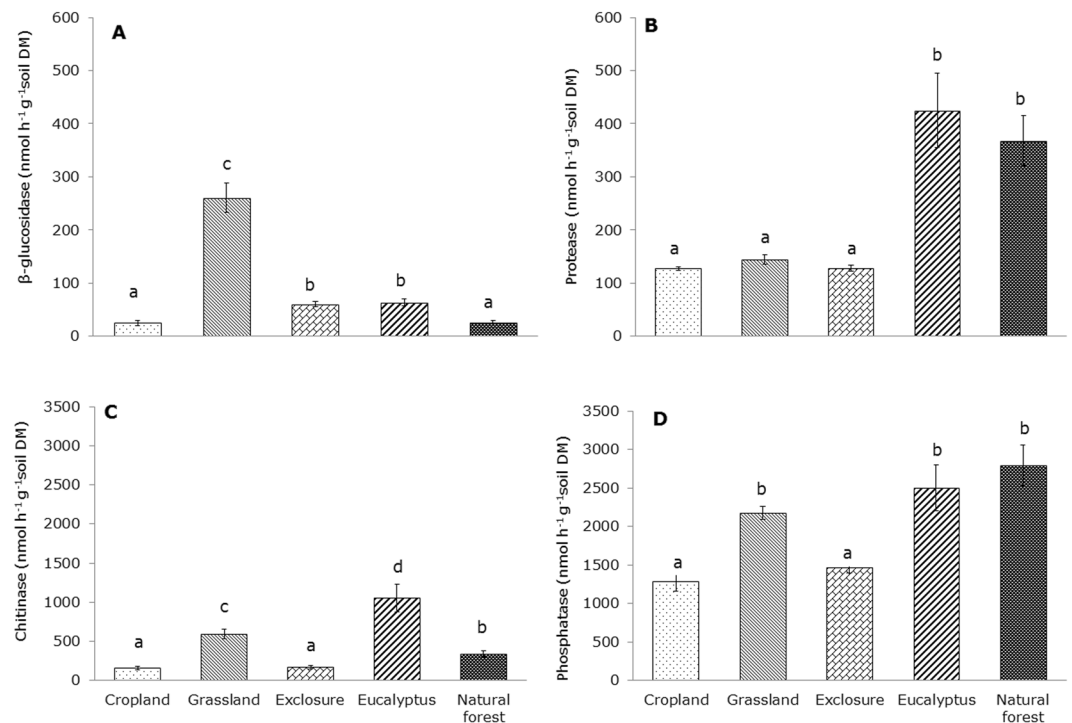 A
β-glucosidase (nmol h⁻¹ g⁻¹soil DM)
600
500
400
300
200
100
0
a
c
b
b
a
B
Protease (nmol h⁻¹ g⁻¹soil DM)
600
500
400
300
200
100
0
a
a
a
b
b
C
Chitinase (nmol h⁻¹ g⁻¹soil DM)
3500
3000
2500
2000
1500
1000
500
0
a
c
a
d
b
Cropland Grassland Exclosure Eucalyptus Natural
forest
D
Phosphatase (nmol h⁻¹ g⁻¹soil DM)
3500
3000
2500
2000
1500
1000
500
0
a
b
a
b
b
Cropland Grassland Exclosure Eucalyptus Natural
forest